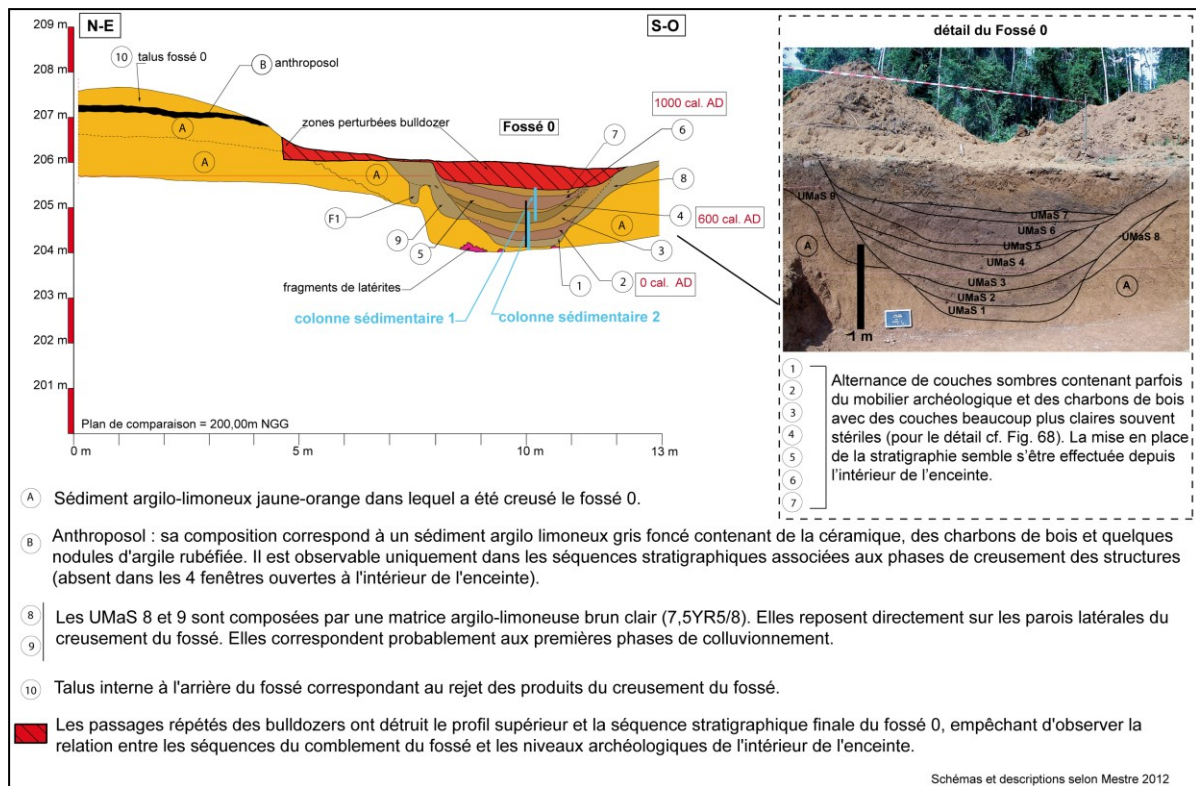 209 m
208 m
207 m
206 m
205 m
204 m
203 m
202 m
201 m
N-E
S-O
10 talus fossé 0
B anthroposol
A
A
A
A
zones perturbées bulldozer
Fossé 0
1000 cal. AD
7
6
8
4 600 cal. AD
3
2 0 cal. AD
1
F1
9
5
fragments de latérites
colonne sédimentaire 1
colonne sédimentaire 2
Plan de comparaison = 200,00m NGG
0 m
5 m
10 m
13 m
détail du Fossé 0
UMaS 9
UMaS 7
UMaS 6
UMaS 5
UMaS 8
UMaS 4
UMaS 3
UMaS 2
UMaS 1
A
A
1 m
1
2
3
4
5
6
7
Alternance de couches sombres contenant parfois
du mobilier archéologique et des charbons de bois
avec des couches beaucoup plus claires souvent
stériles (pour le détail cf. Fig. 68). La mise en place
de la stratigraphie semble s'être effectuée depuis
l'intérieur de l'enceinte.
A Sédiment argilo-limoneux jaune-orange dans lequel a été creusé le fossé 0.
B Anthroposol : sa composition correspond à un sédiment argilo limoneux gris foncé contenant de la céramique, des charbons de bois et quelques
nodules d'argile rubéfiée. Il est observable uniquement dans les séquences stratigraphiques associées aux phases de creusement des structures
(absent dans les 4 fenêtres ouvertes à l'intérieur de l'enceinte).
8 Les UMaS 8 et 9 sont composées par une matrice argilo-limoneuse brun clair (7,5YR5/8). Elles reposent directement sur les parois latérales du
9 creusement du fossé. Elles correspondent probablement aux premières phases de colluvionnement.
10 Talus interne à l'arrière du fossé correspondant au rejet des produits du creusement du fossé.
Les passages répétés des bulldozers ont détruit le profil supérieur et la séquence stratigraphique finale du fossé 0, empêchant d'observer la
relation entre les séquences du comblement du fossé et les niveaux archéologiques de l'intérieur de l'enceinte.
Schémas et descriptions selon Mestre 2012